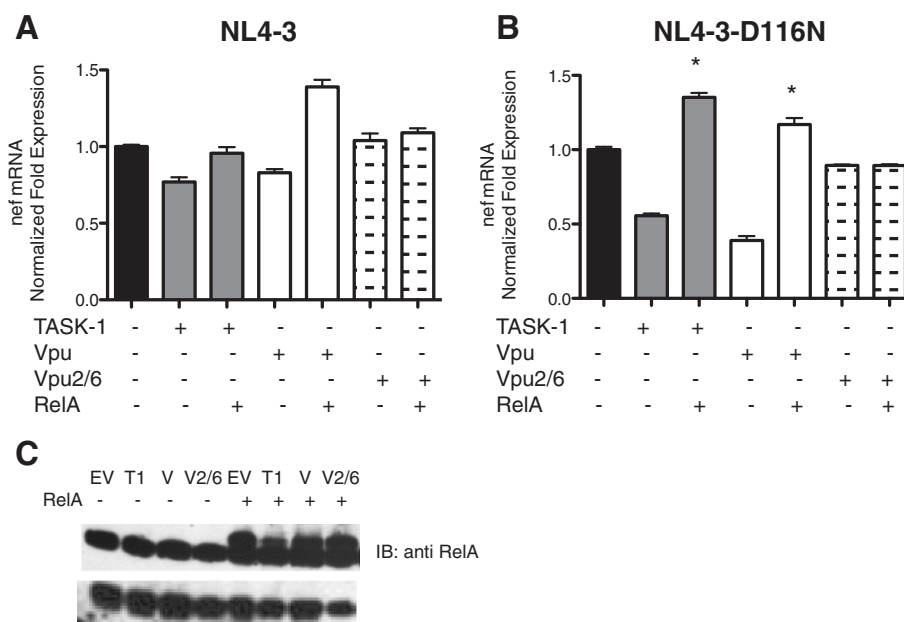 A
NL4-3
nef mRNA
Normalized Fold Expression
1.5
1.0
0.5
0.0
TASK-1 - + + - - - -
Vpu - - - + + - -
Vpu2/6 - - - - - + +
RelA - - + - + - +
B
NL4-3-D116N
nef mRNA
Normalized Fold Expression
1.5
1.0
0.5
0.0
* *
TASK-1 - + + - - - -
Vpu - - - + + - -
Vpu2/6 - - - - - + +
RelA - - + - + - +
C
EV T1 V V2/6 EV T1 V V2/6
RelA - - - - + + + +
IB: anti RelA